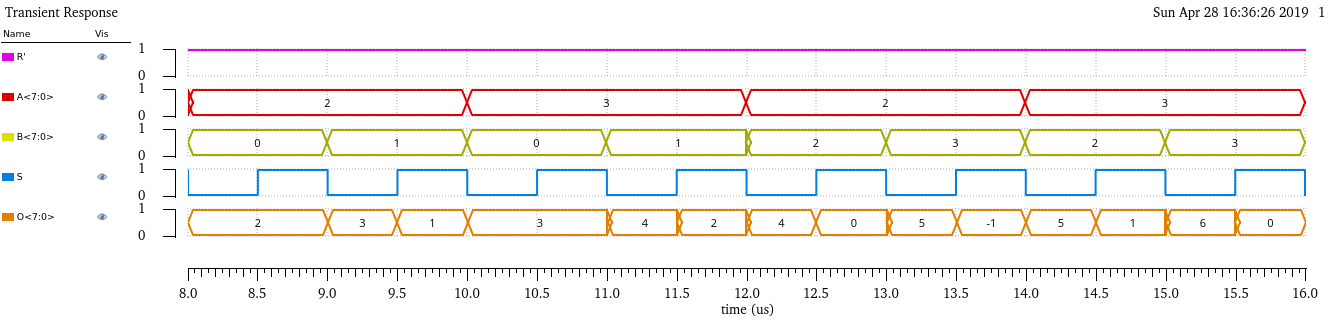 Transient Response Sun Apr 28 16:36:26 2019 1
Name Vis
R' 1
0
A<7:0> 1 2 3 2 3
0
B<7:0> 1 0 1 0 1 2 3 2 3
0
S 1
0
O<7:0> 1 2 3 1 3 4 2 4 0 5 -1 5 1 6 0
0
8.0 8.5 9.0 9.5 10.0 10.5 11.0 11.5 12.0 12.5 13.0 13.5 14.0 14.5 15.0 15.5 16.0
time (us)